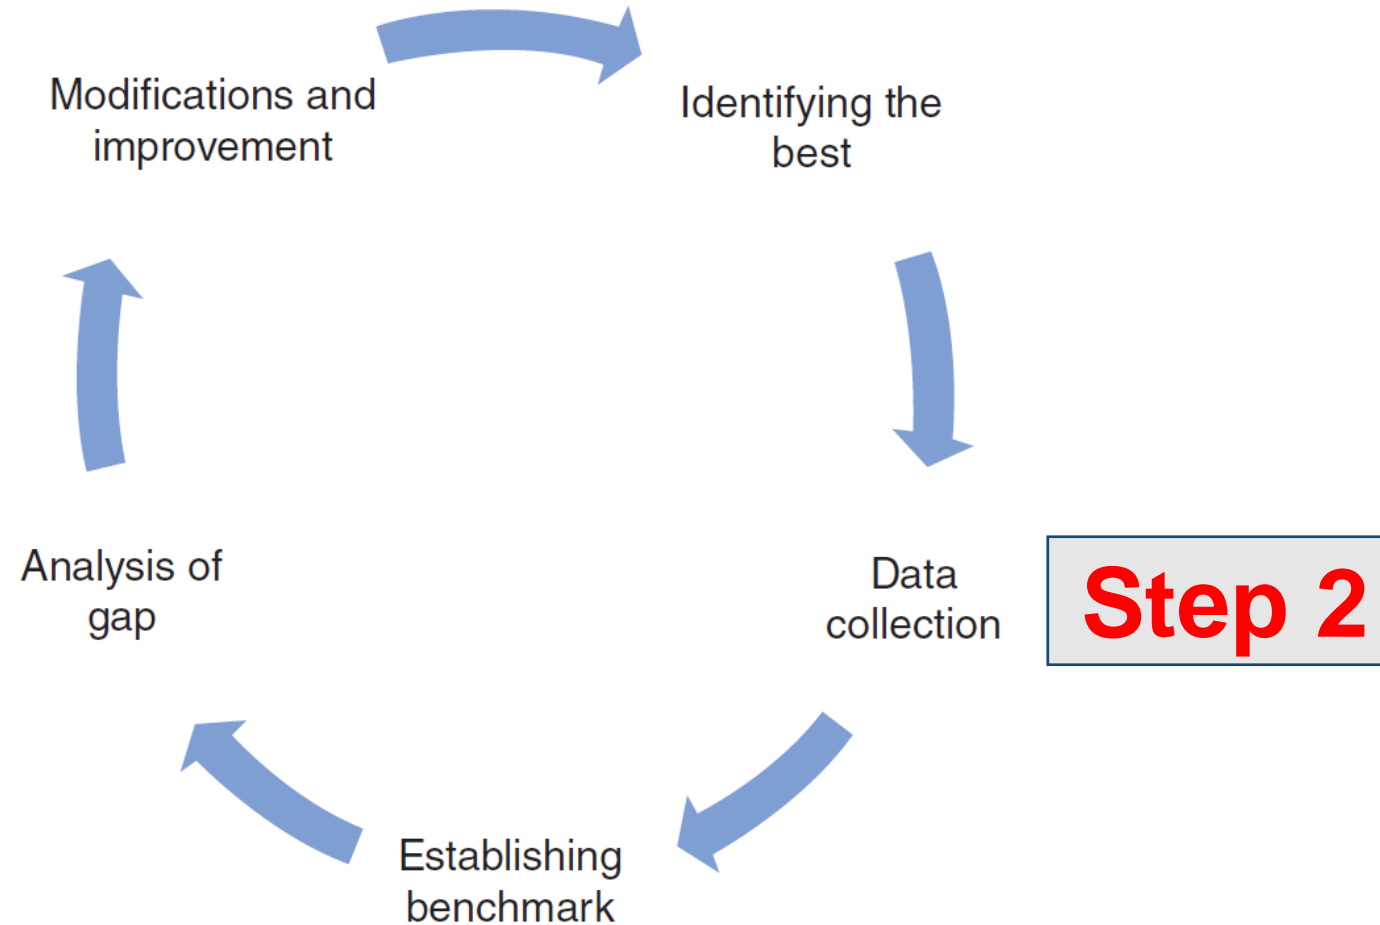 Modifications and
improvement
Identifying the
best
Data
collection
Step 2
Establishing
benchmark
Analysis of
gap